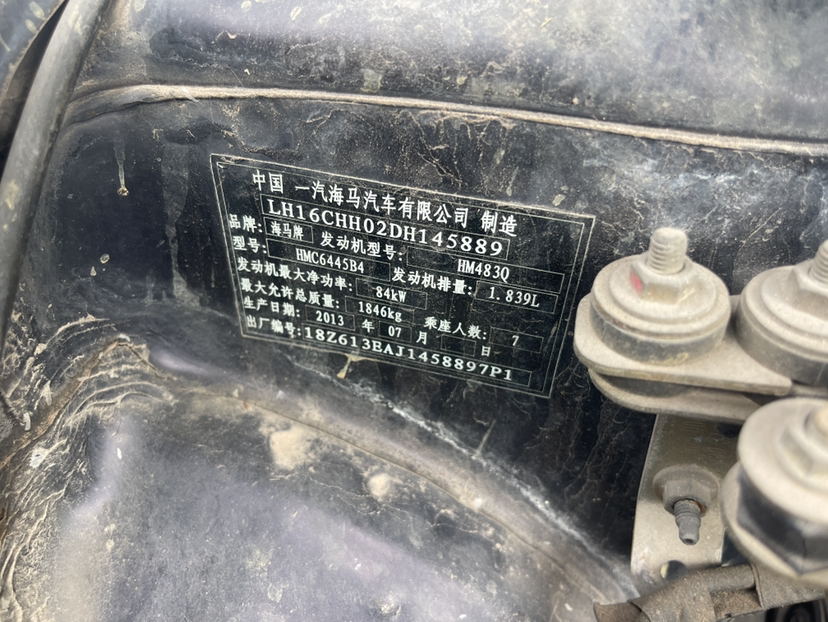 中国 一汽海马汽车有限公司 制造
LH16CHH02DH145889
品牌: 海马牌 发动机型号: HM483Q
型号: HMC6445B4 发动机排量: 1.839L
发动机最大净功率: 84kW
最大允许总质量: 1846kg 乘座人数: 7
生产日期: 2013 年 07 月 日
出厂编号: 18Z613EAJ1458897P1